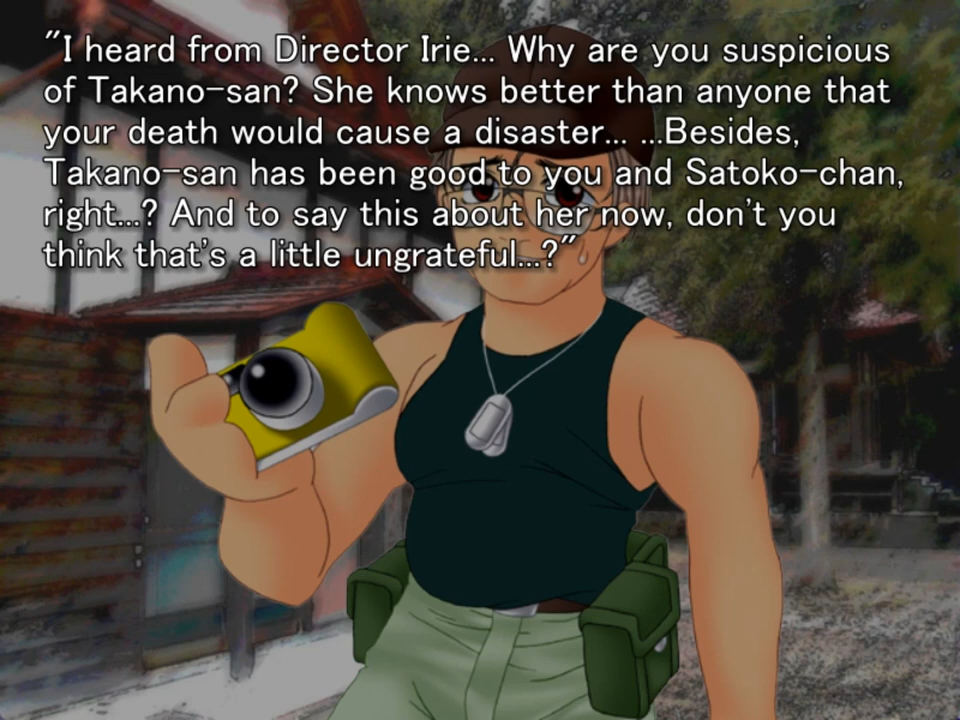 "I heard from Director Irie... Why are you suspicious
of Takano-san? She knows better than anyone that
your death would cause a disaster... ...Besides,
Takano-san has been good to you and Satoko-chan,
right...? And to say this about her now, don't you
think that's a little ungrateful...?"